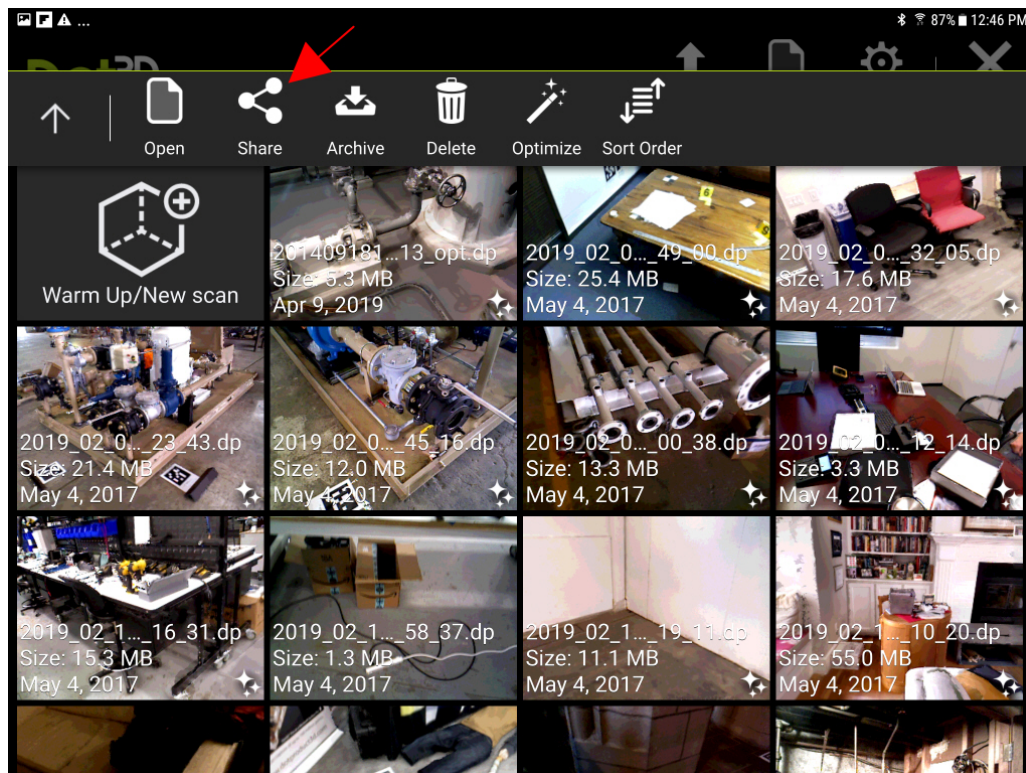 ...
87% 12:46 PM
Dot3D
Open
Share
Archive
Delete
Optimize
Sort Order
Warm Up/New scan
201409181...13_opt.dp
Size: 5.3 MB
Apr 9, 2019
2019_02_0..._49_00.dp
Size: 25.4 MB
May 4, 2017
2019_02_0..._32_05.dp
Size: 17.6 MB
May 4, 2017
2019_02_0..._23_43.dp
Size: 21.4 MB
May 4, 2017
2019_02_0..._45_16.dp
Size: 12.0 MB
May 4, 2017
2019_02_0..._00_38.dp
Size: 13.3 MB
May 4, 2017
2019_02_0..._12_14.dp
Size: 3.3 MB
May 4, 2017
2019_02_1..._16_31.dp
Size: 15.3 MB
May 4, 2017
2019_02_1..._58_37.dp
Size: 1.3 MB
May 4, 2017
2019_02_1..._19_11.dp
Size: 11.1 MB
May 4, 2017
2019_02_1..._10_20.dp
Size: 55.0 MB
May 4, 2017